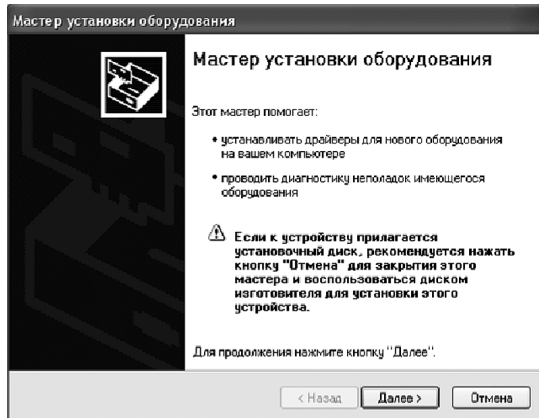 Мастер установки оборудования
Мастер установки оборудования
Этот мастер помогает:
• устанавливать драйверы для нового оборудования
на вашем компьютере
• проводить диагностику неполадок имеющегося
оборудования
Если к устройству прилагается
установочный диск, рекомендуется нажать
кнопку "Отмена" для закрытия этого
мастера и воспользоваться диском
изготовителя для установки этого
устройства.
Для продолжения нажмите кнопку "Далее".
< Назад Далее > Отмена